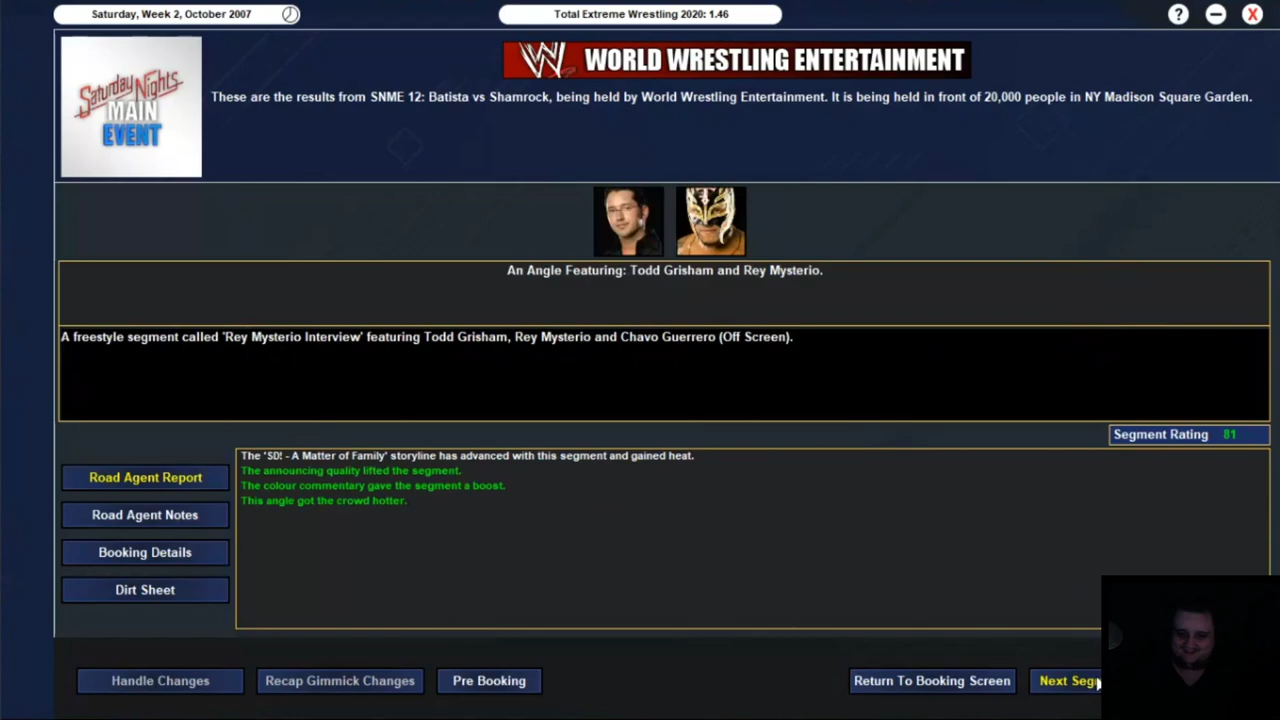 Saturday, Week 2, October 2007
Total Extreme Wrestling 2020: 1.46
?
X
Saturday Night's
MAIN
EVENT
W WORLD WRESTLING ENTERTAINMENT
These are the results from SNME 12: Batista vs Shamrock, being held by World Wrestling Entertainment. It is being held in front of 20,000 people in NY Madison Square Garden.
An Angle Featuring: Todd Grisham and Rey Mysterio.
A freestyle segment called 'Rey Mysterio Interview' featuring Todd Grisham, Rey Mysterio and Chavo Guerrero (Off Screen).
Segment Rating 81
Road Agent Report
Road Agent Notes
Booking Details
Dirt Sheet
The 'SD! - A Matter of Family' storyline has advanced with this segment and gained heat.
The announcing quality lifted the segment.
The colour commentary gave the segment a boost.
This angle got the crowd hotter.
Handle Changes
Recap Gimmick Changes
Pre Booking
Return To Booking Screen
Next Seg